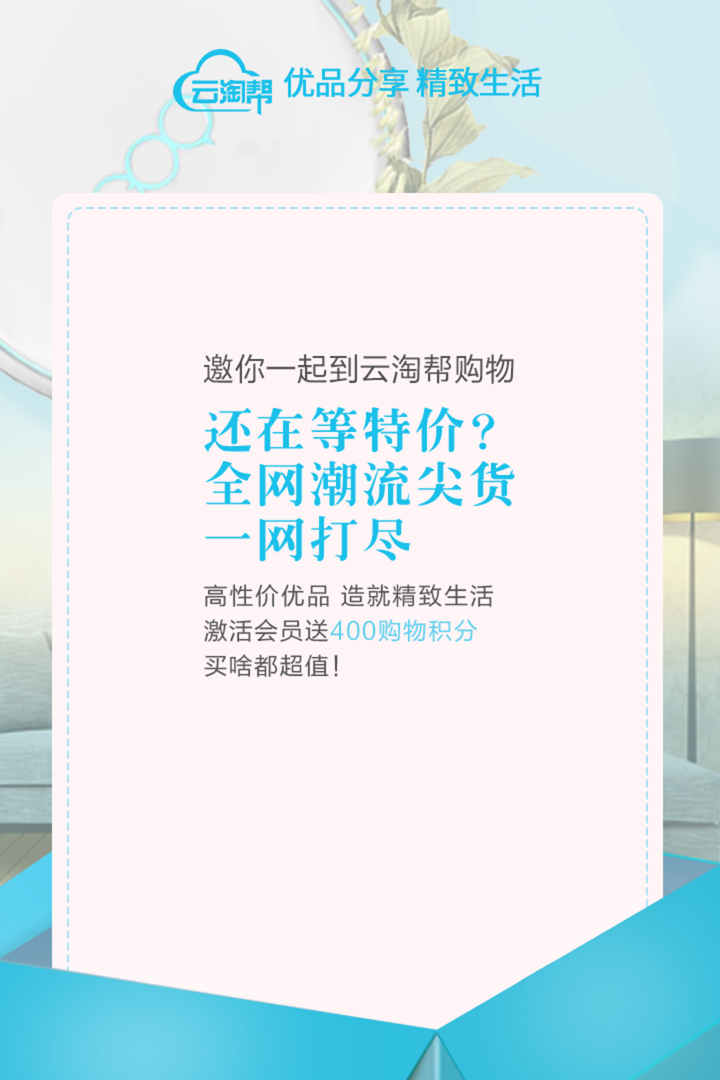 云淘帮 优品分享 精致生活
邀你一起到云淘帮购物
还在等特价?
全网潮流尖货
一网打尽
高性价优品 造就精致生活
激活会员送400购物积分
买啥都超值!